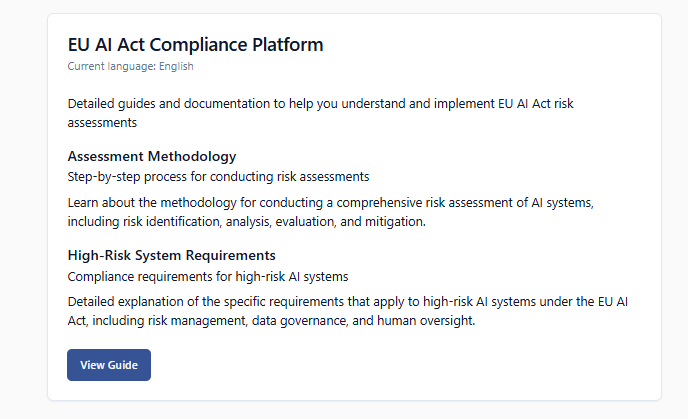 EU AI Act Compliance Platform
Current language: English
Detailed guides and documentation to help you understand and implement EU AI Act risk
assessments
Assessment Methodology
Step-by-step process for conducting risk assessments
Learn about the methodology for conducting a comprehensive risk assessment of AI systems,
including risk identification, analysis, evaluation, and mitigation.
High-Risk System Requirements
Compliance requirements for high-risk AI systems
Detailed explanation of the specific requirements that apply to high-risk AI systems under the EU AI
Act, including risk management, data governance, and human oversight.
View Guide